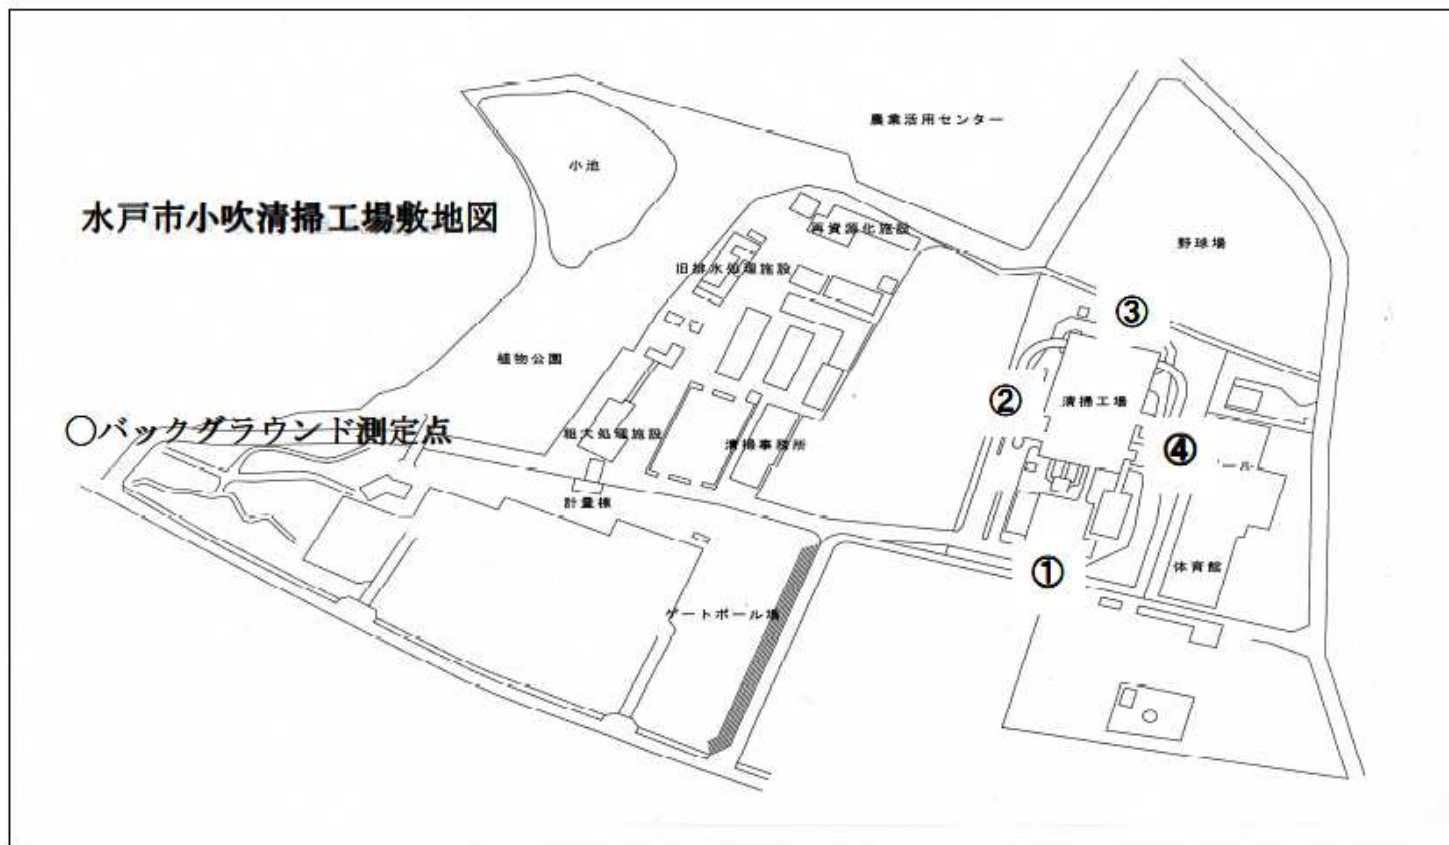 農業活用センター
小池
水戸市小吹清掃工場敷地図
再資源化施設
野球場
旧排水処理施設
③
植物公園
②
清掃工場
○バックグラウンド測定点
粗大処理施設
清掃事務所
④
ール
計量棟
①
体育館
ゲートボール場